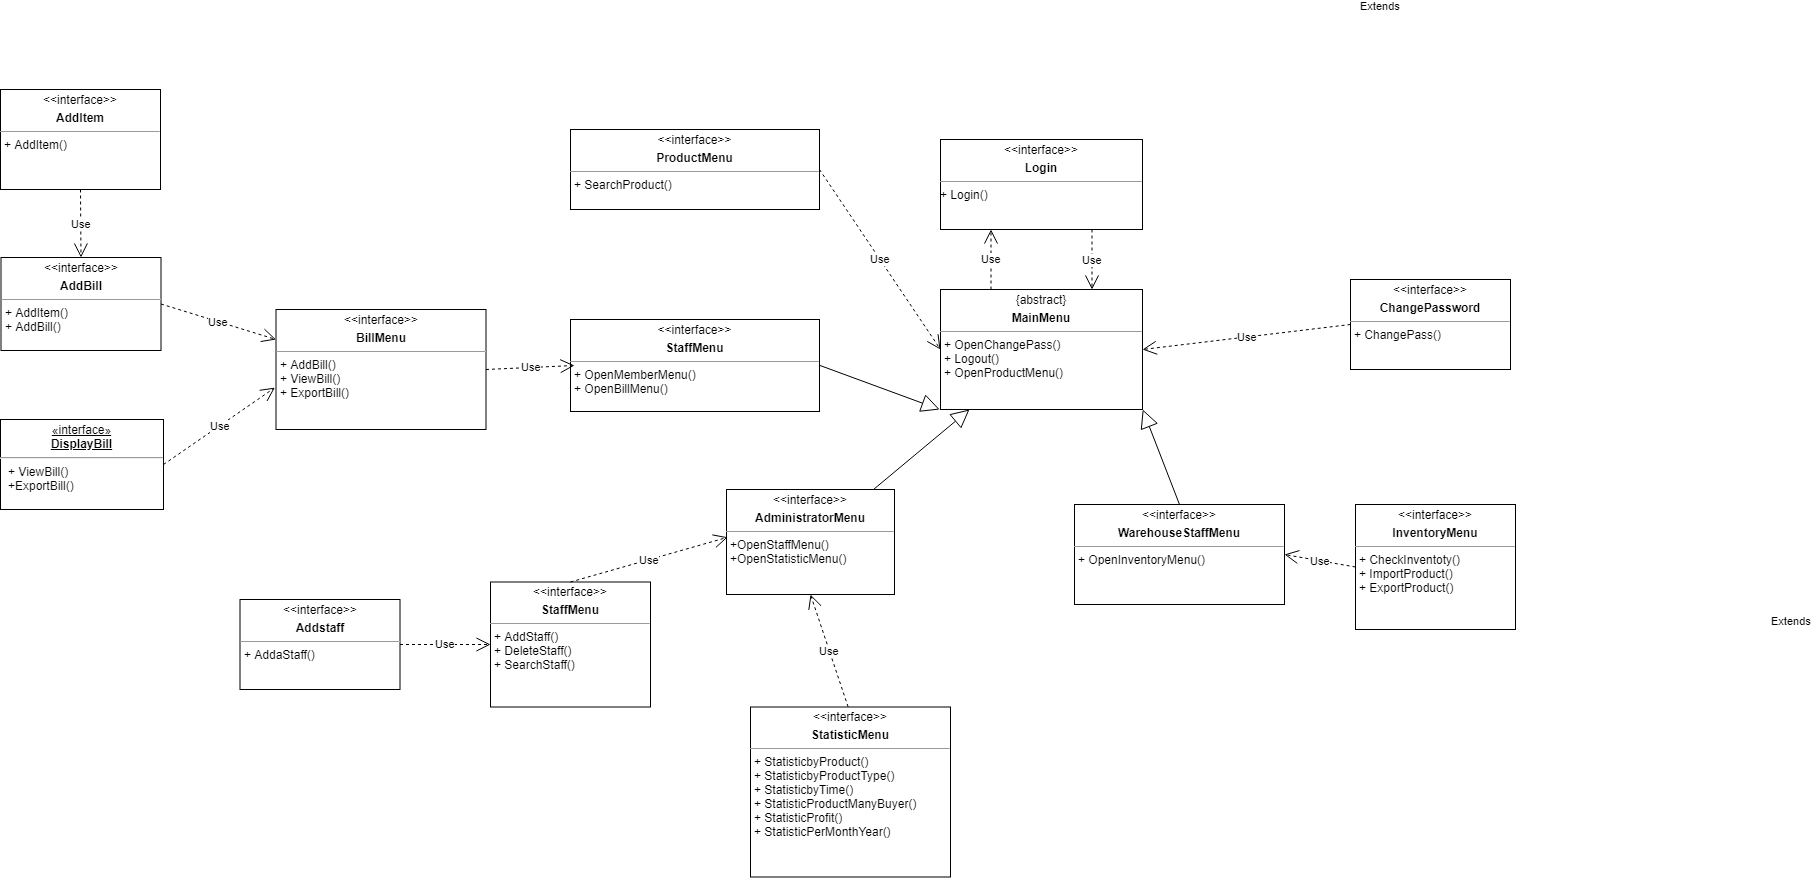 Extends
<<interface>>
AddItem
+ AddItem()
Use
<<interface>>
AddBill
+ AddItem()
+ AddBill()
Use
«interface»
DisplayBill
+ ViewBill()
+ExportBill()
Use
<<interface>>
BillMenu
+ AddBill()
+ ViewBill()
+ ExportBill()
Use
<<interface>>
ProductMenu
+ SearchProduct()
Use
<<interface>>
StaffMenu
+ OpenMemberMenu()
+ OpenBillMenu()
<<interface>>
Login
+ Login()
Use
Use
{abstract}
MainMenu
+ OpenChangePass()
+ Logout()
+ OpenProductMenu()
Use
<<interface>>
ChangePassword
+ ChangePass()
<<interface>>
AdministratorMenu
+OpenStaffMenu()
+OpenStatisticMenu()
<<interface>>
WarehouseStaffMenu
+ OpenInventoryMenu()
Use
<<interface>>
InventoryMenu
+ CheckInventoty()
+ ImportProduct()
+ ExportProduct()
Use
<<interface>>
Addstaff
+ AddaStaff()
Use
<<interface>>
StaffMenu
+ AddStaff()
+ DeleteStaff()
+ SearchStaff()
Use
<<interface>>
StatisticMenu
+ StatisticbyProduct()
+ StatisticbyProductType()
+ StatisticbyTime()
+ StatisticProductManyBuyer()
+ StatisticProfit()
+ StatisticPerMonthYear()
Extends